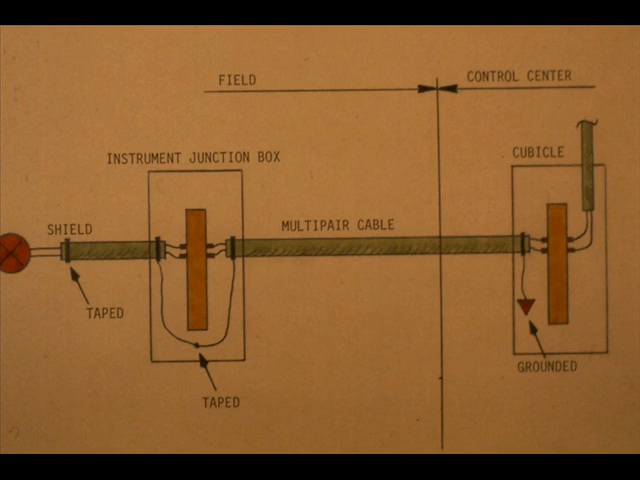 FIELD
CONTROL CENTER
INSTRUMENT JUNCTION BOX
CUBICLE
SHIELD
MULTIPAIR CABLE
TAPED
GROUNDED
TAPED